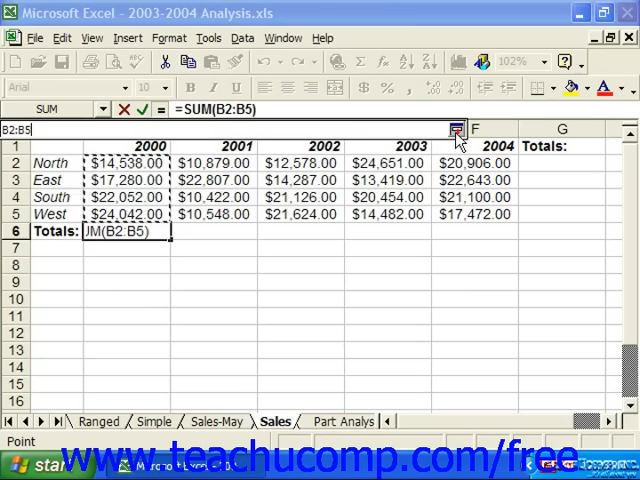 Microsoft Excel - 2003-2004 Analysis.xls
File Edit View Insert Format Tools Data Window Help
102%
Arial 10 B I U $ % ,
SUM =SUM(B2:B5)
B2:B5
F G
1 2000 2001 2002 2003 2004 Totals:
2 North $14,538.00 $10,879.00 $12,578.00 $24,651.00 $20,906.00
3 East $17,280.00 $22,807.00 $14,287.00 $13,419.00 $22,643.00
4 South $22,052.00 $10,422.00 $21,126.00 $20,454.00 $21,100.00
5 West $24,042.00 $10,548.00 $21,624.00 $14,482.00 $17,472.00
6 Totals: JM(B2:B5)
7
8
9
10
11
12
13
14
15
16
Ranged Simple Sales-May Sales Part Analys
Point
www.teachucomp.com/free
start Microsoft Excel